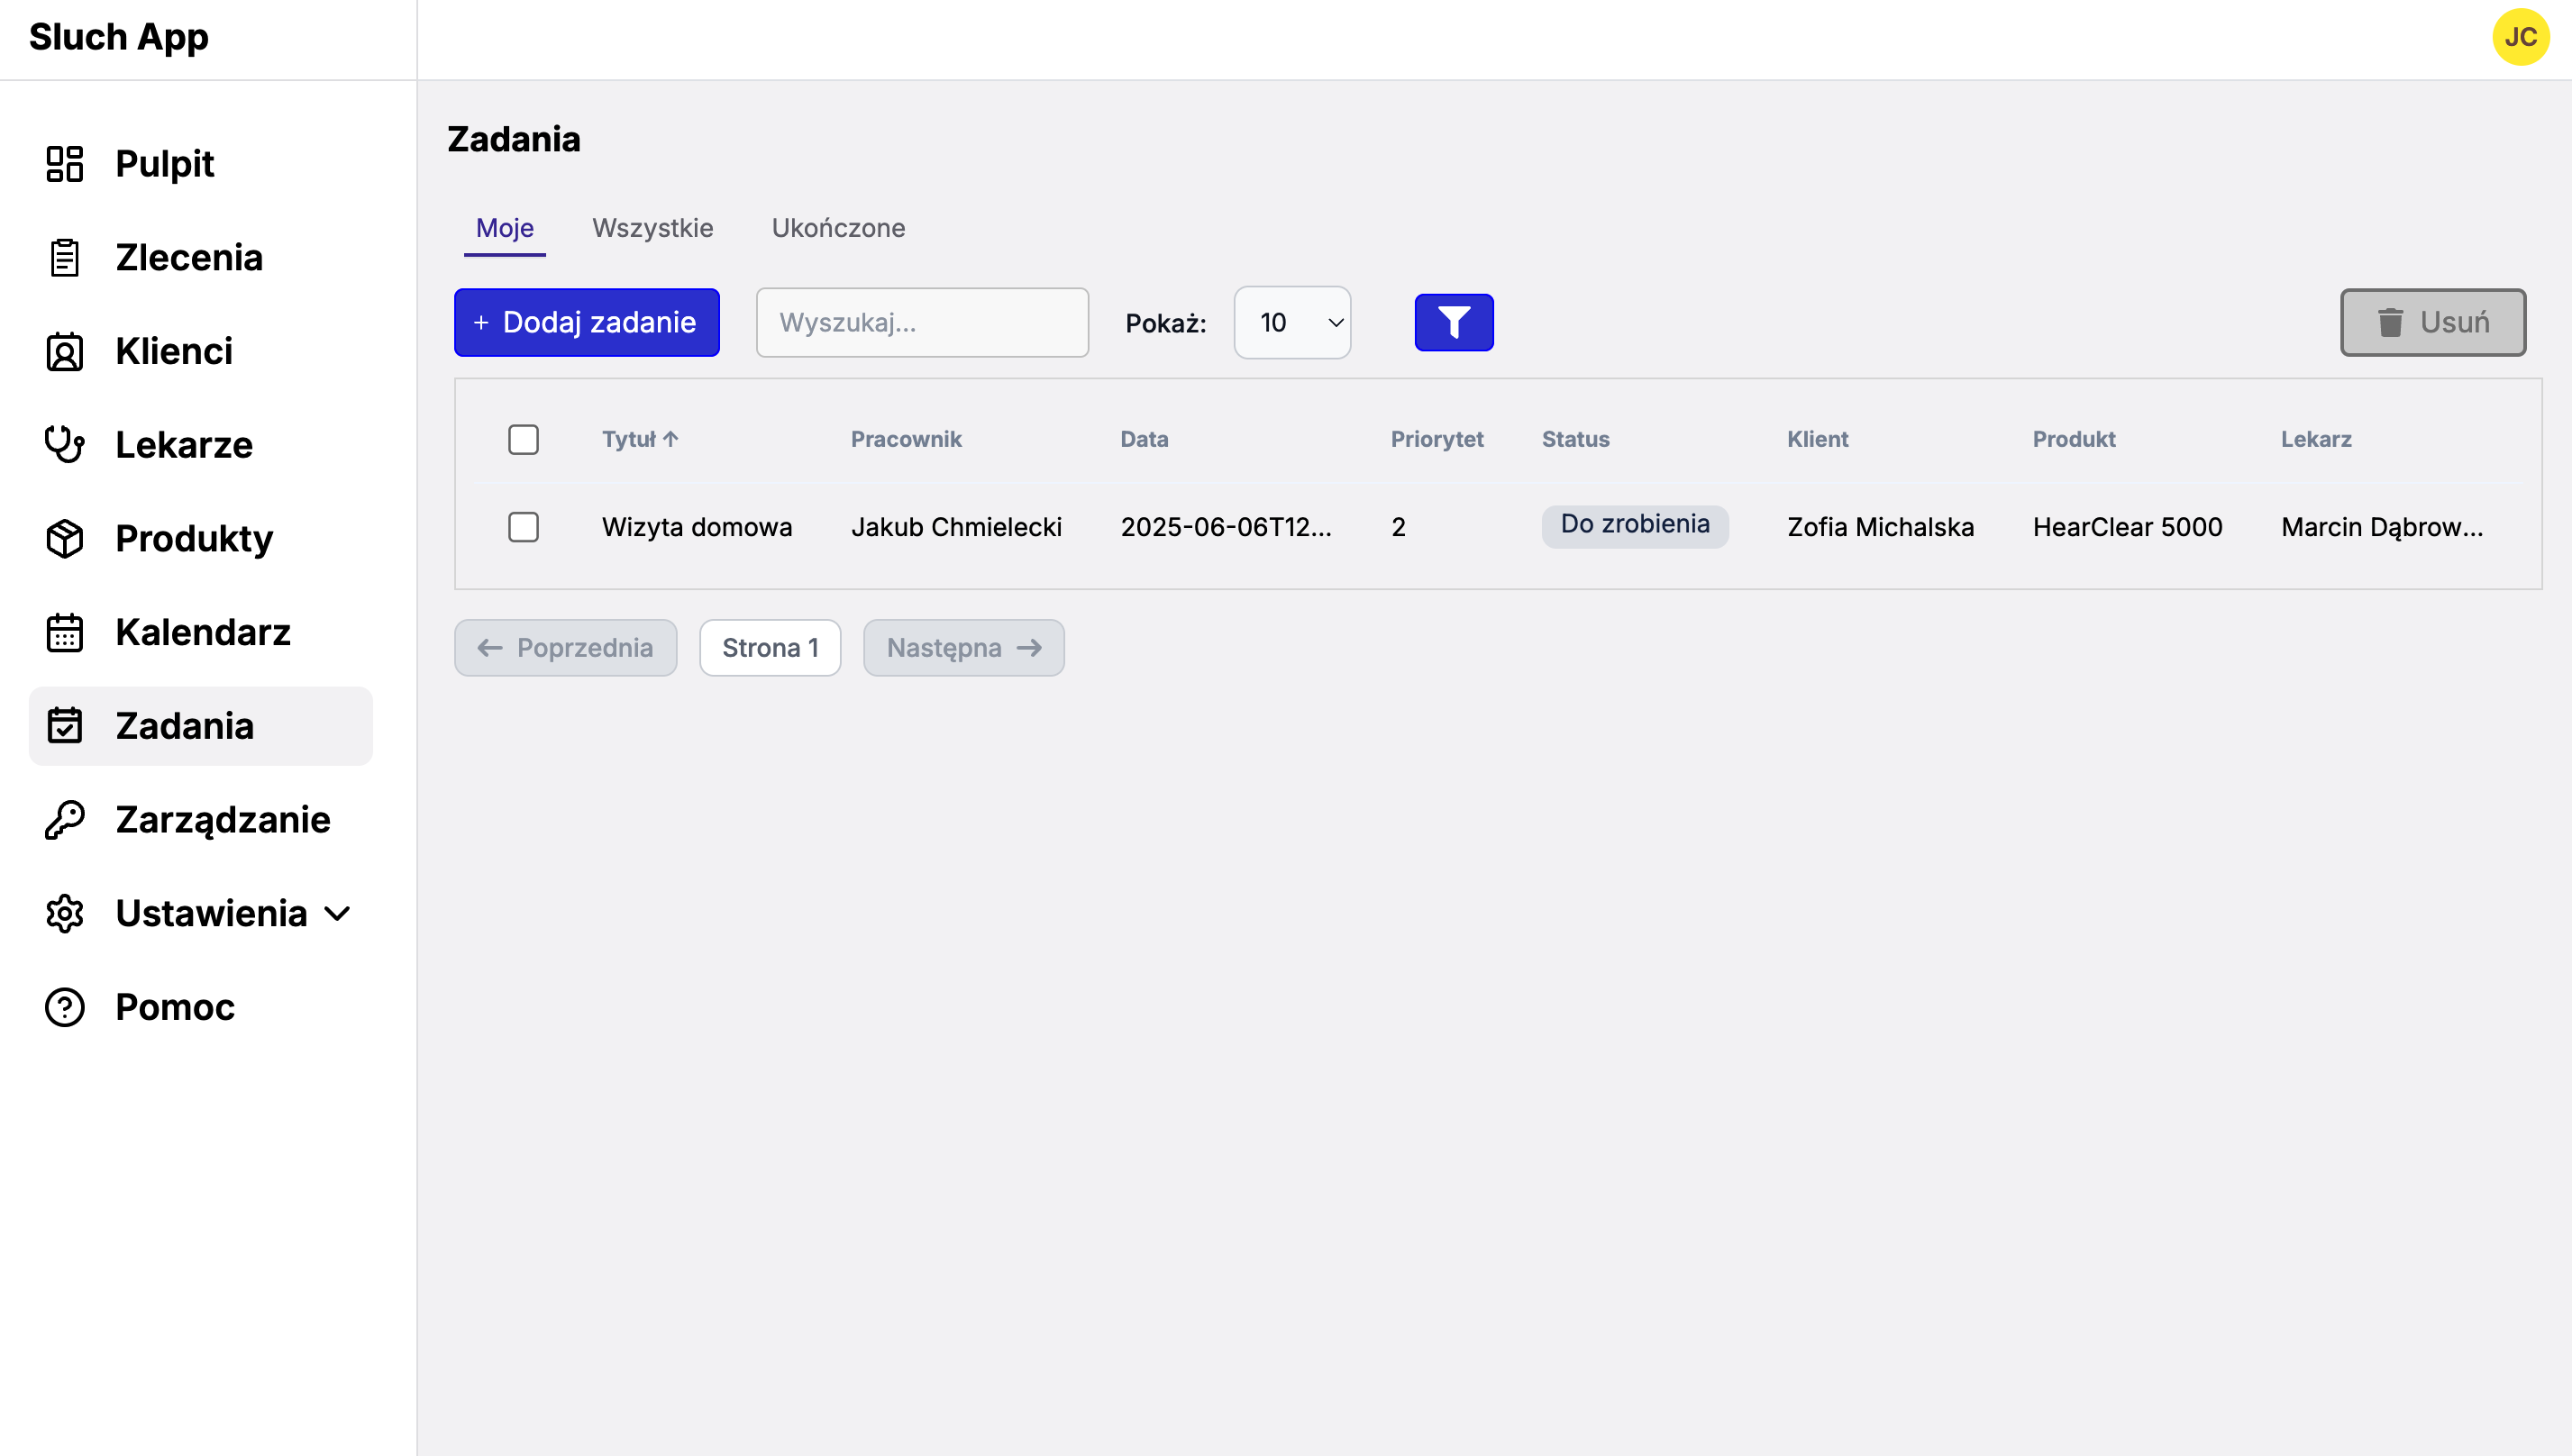 Sluch App
JC
Pulpit
Zlecenia
Klienci
Lekarze
Produkty
Kalendarz
Zadania
Zarządzanie
Ustawienia
Pomoc
Zadania
Moje Wszystkie Ukończone
+ Dodaj zadanie Wyszukaj... Pokaż: 10 Usuń
Tytuł ↑ Pracownik Data Priorytet Status Klient Produkt Lekarz
Wizyta domowa Jakub Chmielecki 2025-06-06T12... 2 Do zrobienia Zofia Michalska HearClear 5000 Marcin Dąbrow...
← Poprzednia Strona 1 Następna →